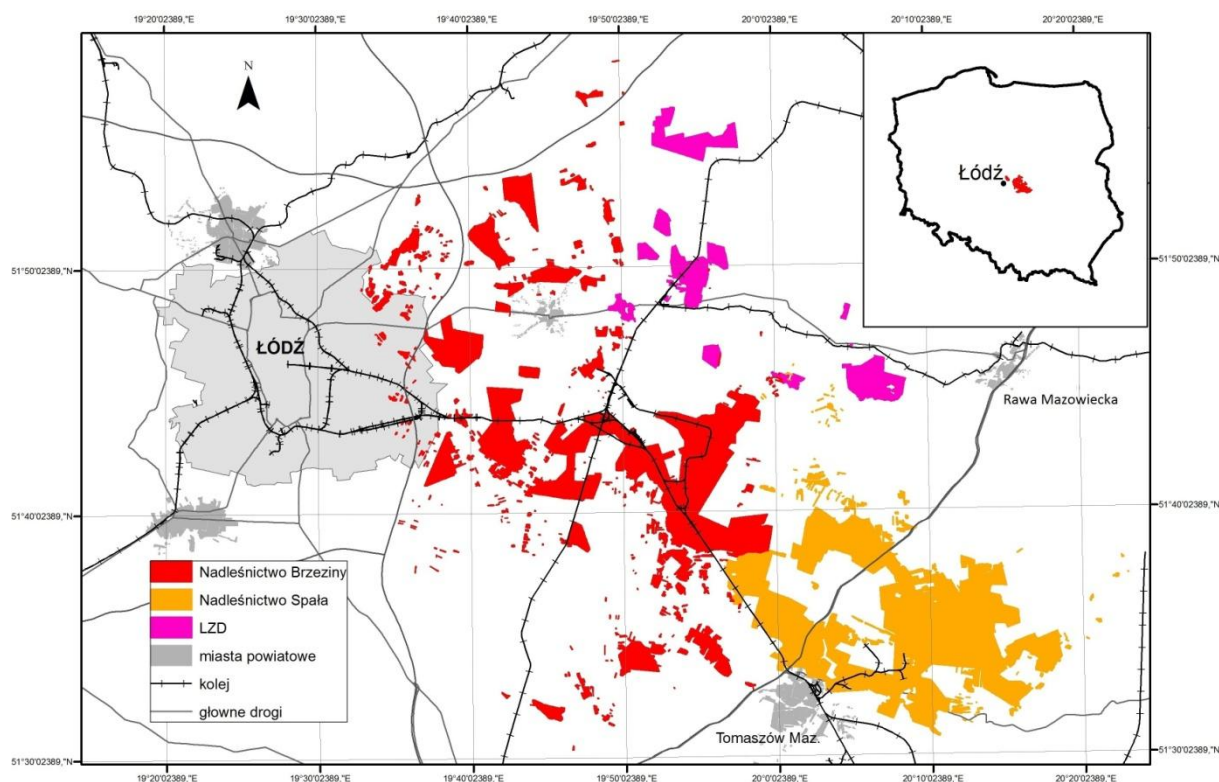 19°20'02389,"E
19°30'02389,"E
19°40'02389,"E
19°50'02389,"E
20°0'02389,"E
20°10'02389,"E
20°20'02389,"E
N
Łódź
51°50'02389,"N
51°50'02389,"N
ŁÓDŹ
Rawa Mazowiecka
51°40'02389,"N
51°40'02389,"N
Nadleśnictwo Brzeziny
Nadleśnictwo Spała
LZD
miasta powiatowe
kolej
głowne drogi
Tomaszów Maz.
51°30'02389,"N
51°30'02389,"N
19°20'02389,"E
19°30'02389,"E
19°40'02389,"E
19°50'02389,"E
20°0'02389,"E
20°10'02389,"E
20°20'02389,"E